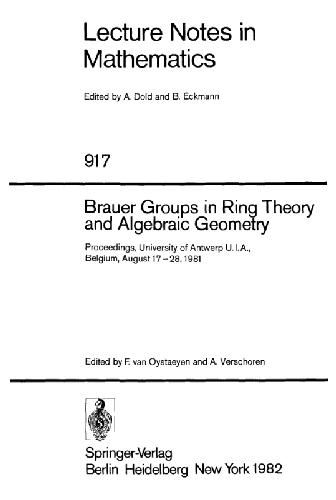 Lecture Notes in
Mathematics
Edited by A. Dold and B. Eckmann
917
Brauer Groups in Ring Theory
and Algebraic Geometry
Proceedings, University of Antwerp U.I.A.,
Belgium, August 17–28, 1981
Edited by F. van Oystaeyen and A. Verschoren
Springer-Verlag
Berlin Heidelberg New York 1982